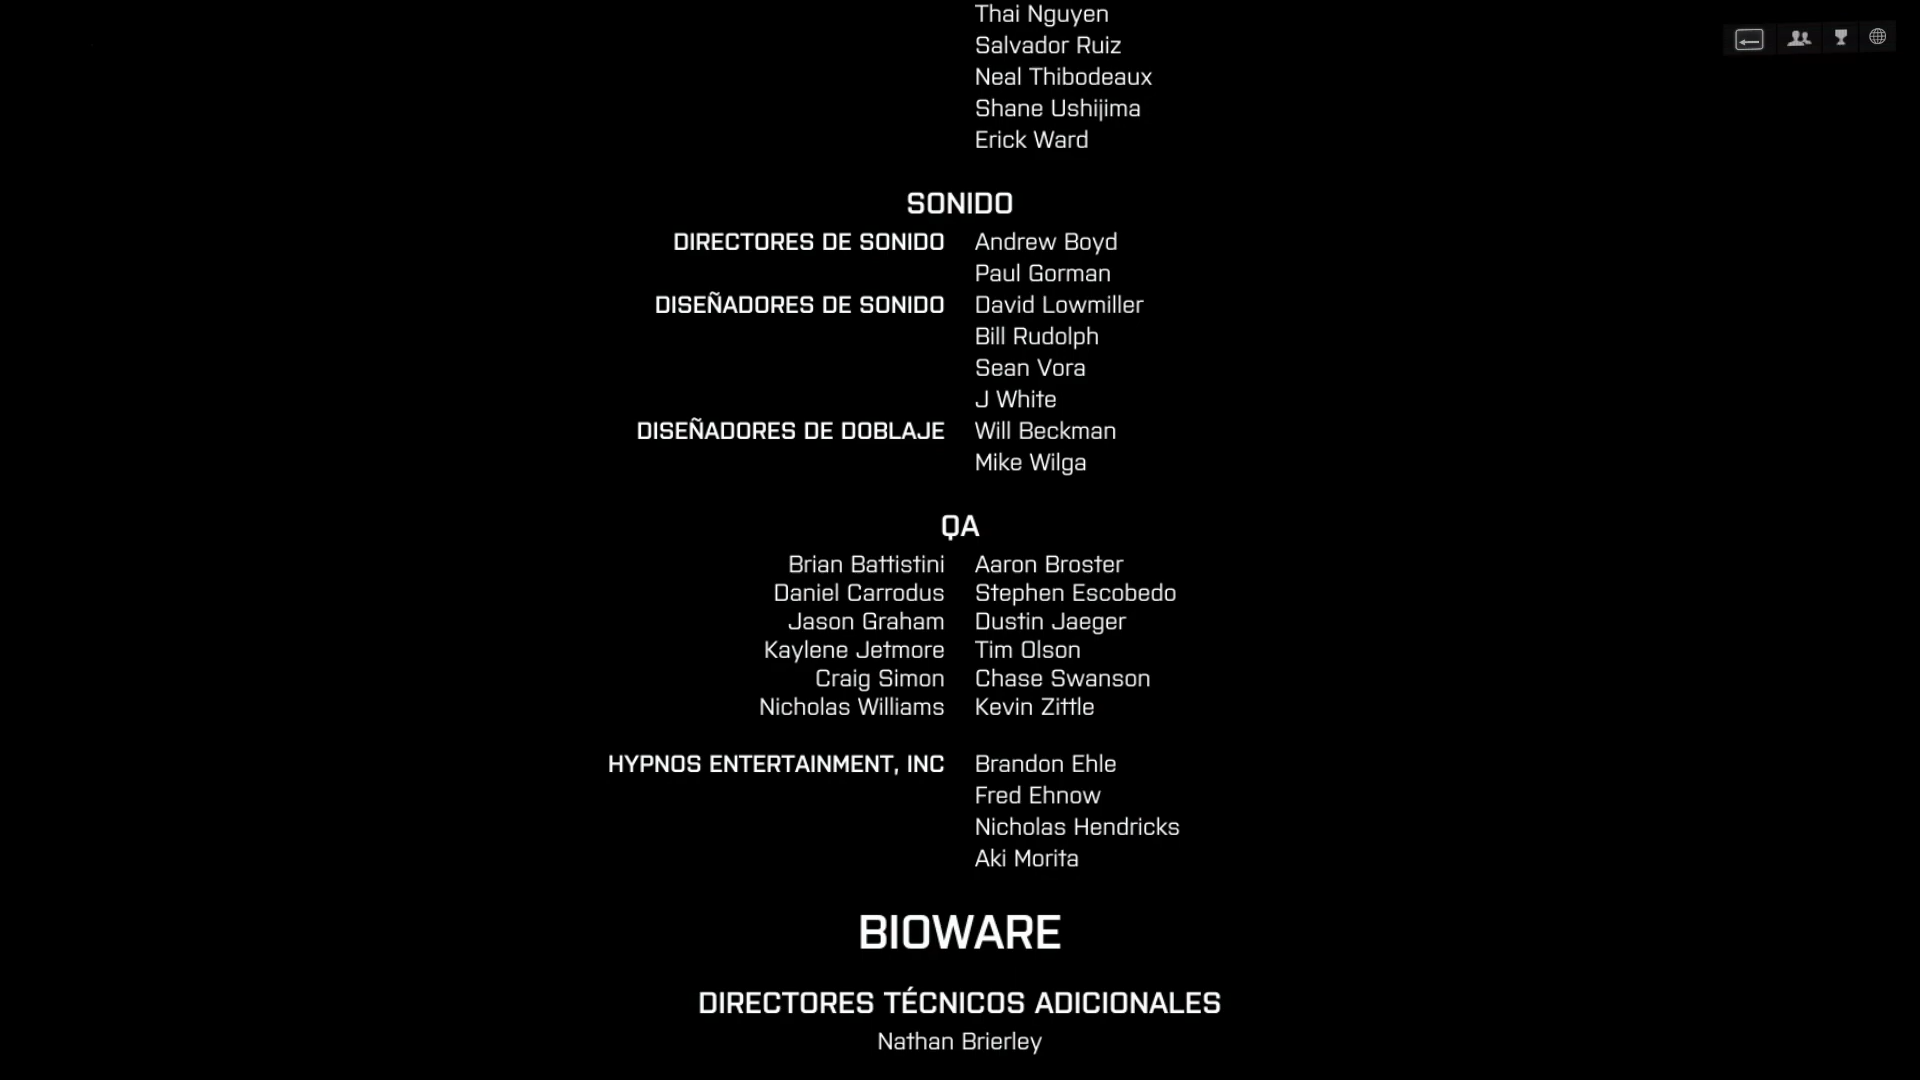 Thai Nguyen
Salvador Ruiz
Neal Thibodeaux
Shane Ushijima
Erick Ward
SONIDO
DIRECTORES DE SONIDO Andrew Boyd
Paul Gorman
DISEÑADORES DE SONIDO David Lowmiller
Bill Rudolph
Sean Vora
J White
DISEÑADORES DE DOBLAJE Will Beckman
Mike Wilga
QA
Brian Battistini Aaron Broster
Daniel Carrodus Stephen Escobedo
Jason Graham Dustin Jaeger
Kaylene Jetmore Tim Olson
Craig Simon Chase Swanson
Nicholas Williams Kevin Zittle
HYPNOS ENTERTAINMENT, INC Brandon Ehle
Fred Ehnow
Nicholas Hendricks
Aki Morita
BIOWARE
DIRECTORES TÉCNICOS ADICIONALES
Nathan Brierley